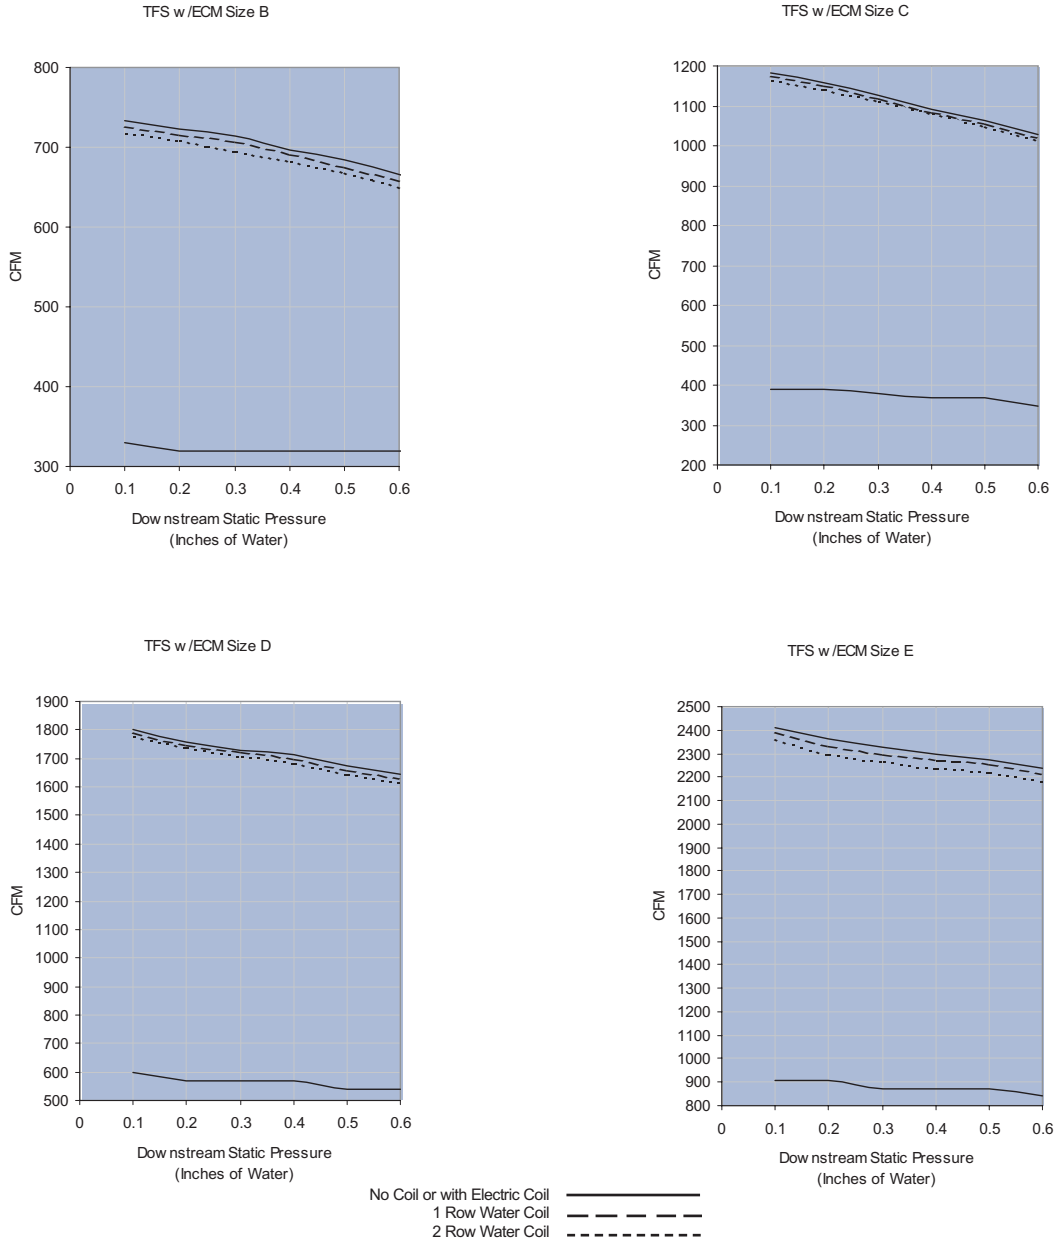 TFS w/ECM Size B
800
700
600
500
400
300
CFM
0 0.1 0.2 0.3 0.4 0.5 0.6
Downstream Static Pressure
(Inches of Water)
TFS w/ECM Size C
1200
1100
1000
900
800
700
600
500
400
300
200
CFM
0 0.1 0.2 0.3 0.4 0.5 0.6
Downstream Static Pressure
(Inches of Water)
TFS w/ECM Size D
1900
1800
1700
1600
1500
1400
1300
1200
1100
1000
900
800
700
600
500
CFM
0 0.1 0.2 0.3 0.4 0.5 0.6
Downstream Static Pressure
(Inches of Water)
TFS w/ECM Size E
2500
2400
2300
2200
2100
2000
1900
1800
1700
1600
1500
1400
1300
1200
1100
1000
900
800
CFM
0 0.1 0.2 0.3 0.4 0.5 0.6
Downstream Static Pressure
(Inches of Water)
No Coil or with Electric Coil
1 Row Water Coil
2 Row Water Coil